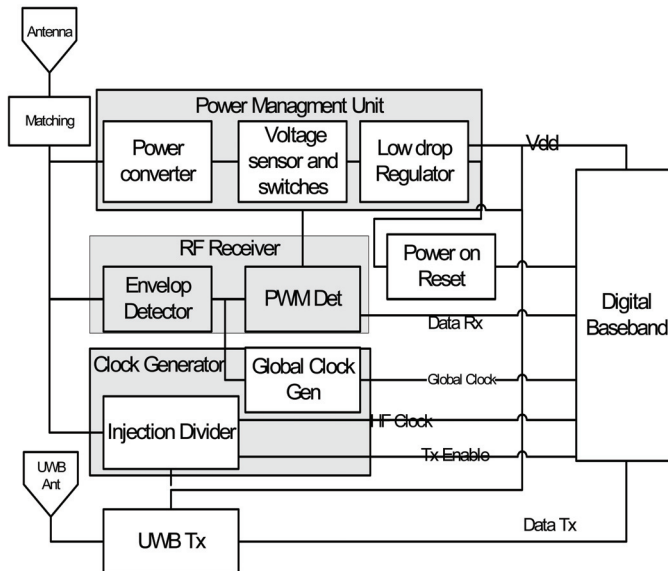 Antenna
Matching
Power Managment Unit
Power
converter
Voltage
sensor and
switches
Low drop
Regulator
Vdd
RF Receiver
Envelop
Detector
PWM Det
Power on
Reset
Digital
Baseband
Data Rx
Clock Generator
Global Clock
Gen
Global Clock
Injection Divider
HF Clock
Tx Enable
UWB
Ant
UWB Tx
Data Tx